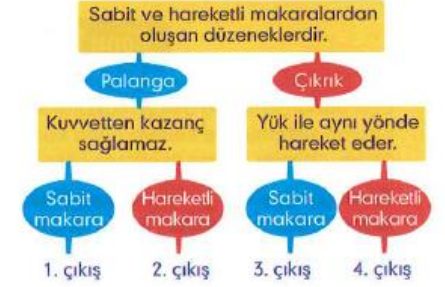 Sabit ve hareketli makaralardan
oluşan düzeneklerdir.
Palanga
Çıkrık
Kuvvetten kazanç
sağlamaz.
Yük ile aynı yönde
hareket eder.
Sabit
makara
Hareketli
makara
Sabit
makara
Hareketli
makara
1. çıkış
2. çıkış
3. çıkış
4. çıkış